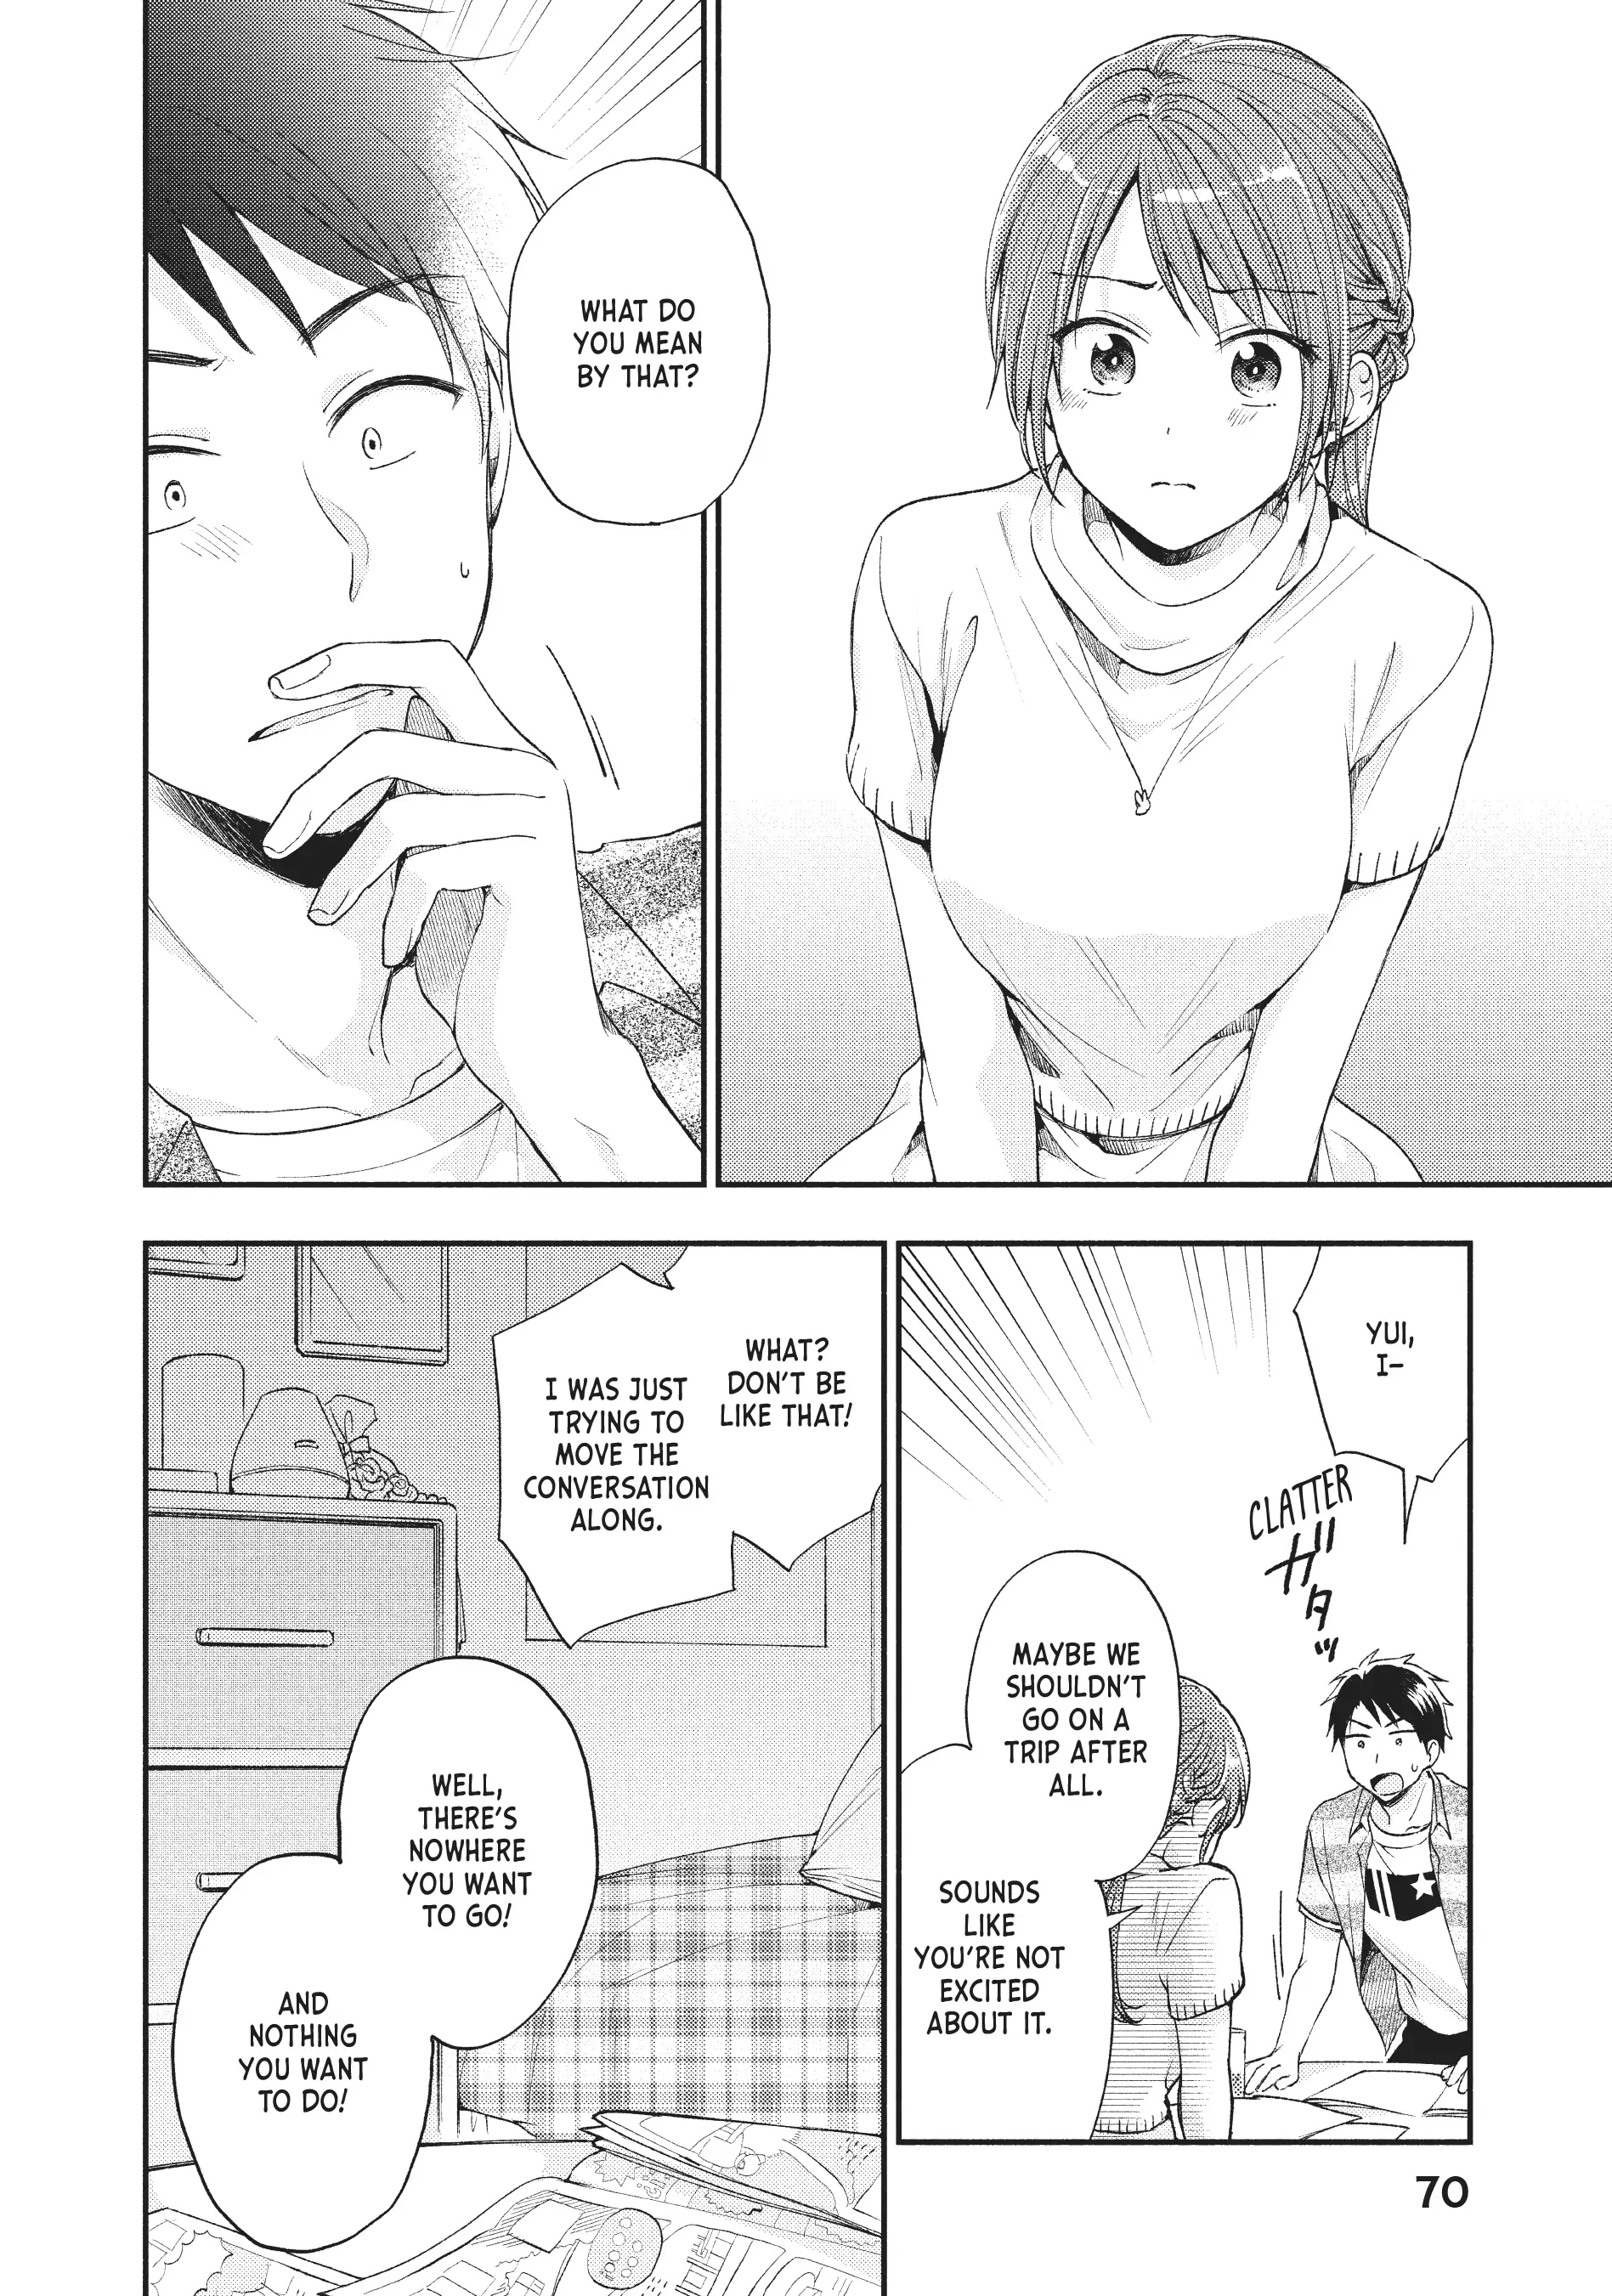 WHAT DO
YOU MEAN
BY THAT?
YUI,
I-
CLATTER
ガタッ
MAYBE WE
SHOULDN'T
GO ON A
TRIP AFTER
ALL.
SOUNDS
LIKE
YOU'RE NOT
EXCITED
ABOUT IT.
WHAT?
DON'T BE
LIKE THAT!
I WAS JUST
TRYING TO
MOVE THE
CONVERSATION
ALONG.
WELL,
THERE'S
NOWHERE
YOU WANT
TO GO!
AND
NOTHING
YOU WANT
TO DO!
70